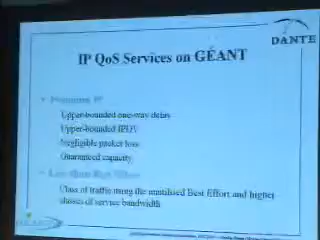 DANTE
IP QoS Services on GÉANT
Premium IP
Upper-bounded one-way delay
Upper-bounded IPDV
Negligible packet loss
Guaranteed capacity
Less than Best Effort
Class of traffic using the unutilised Best Effort and higher
classes of service bandwidth